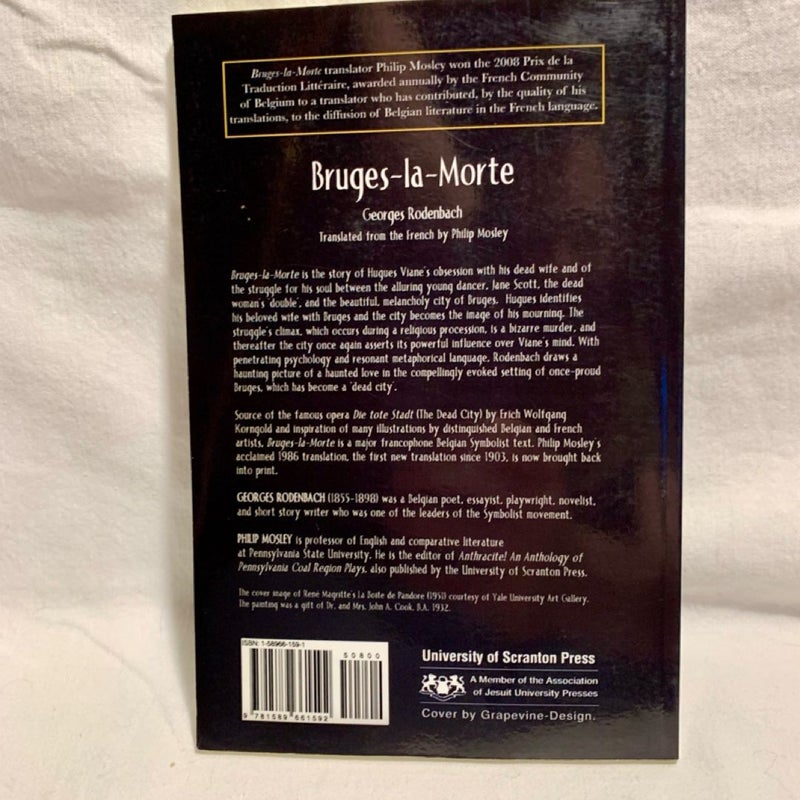 Bruges-la-Morte translator Philip Mosley won the 2008 Prix de la
Traduction Littéraire, awarded annually by the French Community
of Belgium to a translator who has contributed, by the quality of his
translations, to the diffusion of Belgian literature in the French language.
Bruges-la-Morte
Georges Rodenbach
Translated from the French by Philip Mosley
Bruges-la-Morte is the story of Hugues Viane's obsession with his dead wife and of
the struggle for his soul between the alluring young dancer, Jane Scott, the dead
woman's 'double', and the beautiful, melancholy city of Bruges. Hugues identifies
his beloved wife with Bruges and the city becomes the image of his mourning. The
struggle's climax, which occurs during a religious procession, is a bizarre murder, and
thereafter the city once again asserts its powerful influence over Viane's mind. With
penetrating psychology and resonant metaphorical language, Rodenbach draws a
haunting picture of a haunted love in the compellingly evoked setting of once-proud
Bruges, which has become a 'dead city'.
Source of the famous opera Die tote Stadt (The Dead City) by Erich Wolfgang
Korngold and inspiration of many illustrations by distinguished Belgian and French
artists, Bruges-la-Morte is a major francophone Belgian Symbolist text. Philip Mosley's
acclaimed 1986 translation, the first new translation since 1903, is now brought back
into print.
GEORGES RODENBACH (1855-1898) was a Belgian poet, essayist, playwright, novelist,
and short story writer who was one of the leaders of the Symbolist movement.
PHILIP MOSLEY is professor of English and comparative literature
at Pennsylvania State University. He is the editor of Anthracite! An Anthology of
Pennsylvania Coal Region Plays, also published by the University of Scranton Press.
The cover image of René Magritte's La Boite de Pandore (1951) courtesy of Yale University Art Gallery.
The painting was a gift of Dr. and Mrs. John A. Cook, B.A. 1932.
ISBN: 1-58966-159-1
50800
9 781589 661592
University of Scranton Press
A Member of the Association
of Jesuit University Presses
Cover by Grapevine-Design.